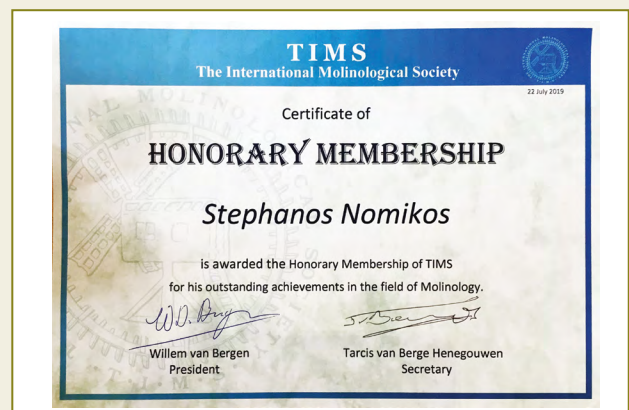 TIMS
The International Molinological Society
22 July 2019
Certificate of
HONORARY MEMBERSHIP
Stephanos Nomikos
is awarded the Honorary Membership of TIMS
for his outstanding achievements in the field of Molinology.
Willem van Bergen
President
Tarcis van Berge Henegouwen
Secretary